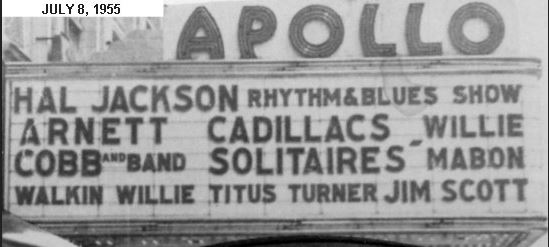 JULY 8, 1955
APOLLO
HAL JACKSON RHYTHM & BLUES SHOW
ARNETT CADILLACS WILLIE
COBB AND BAND SOLITAIRES - MABON
WALKIN WILLIE TITUS TURNER JIM SCOTT